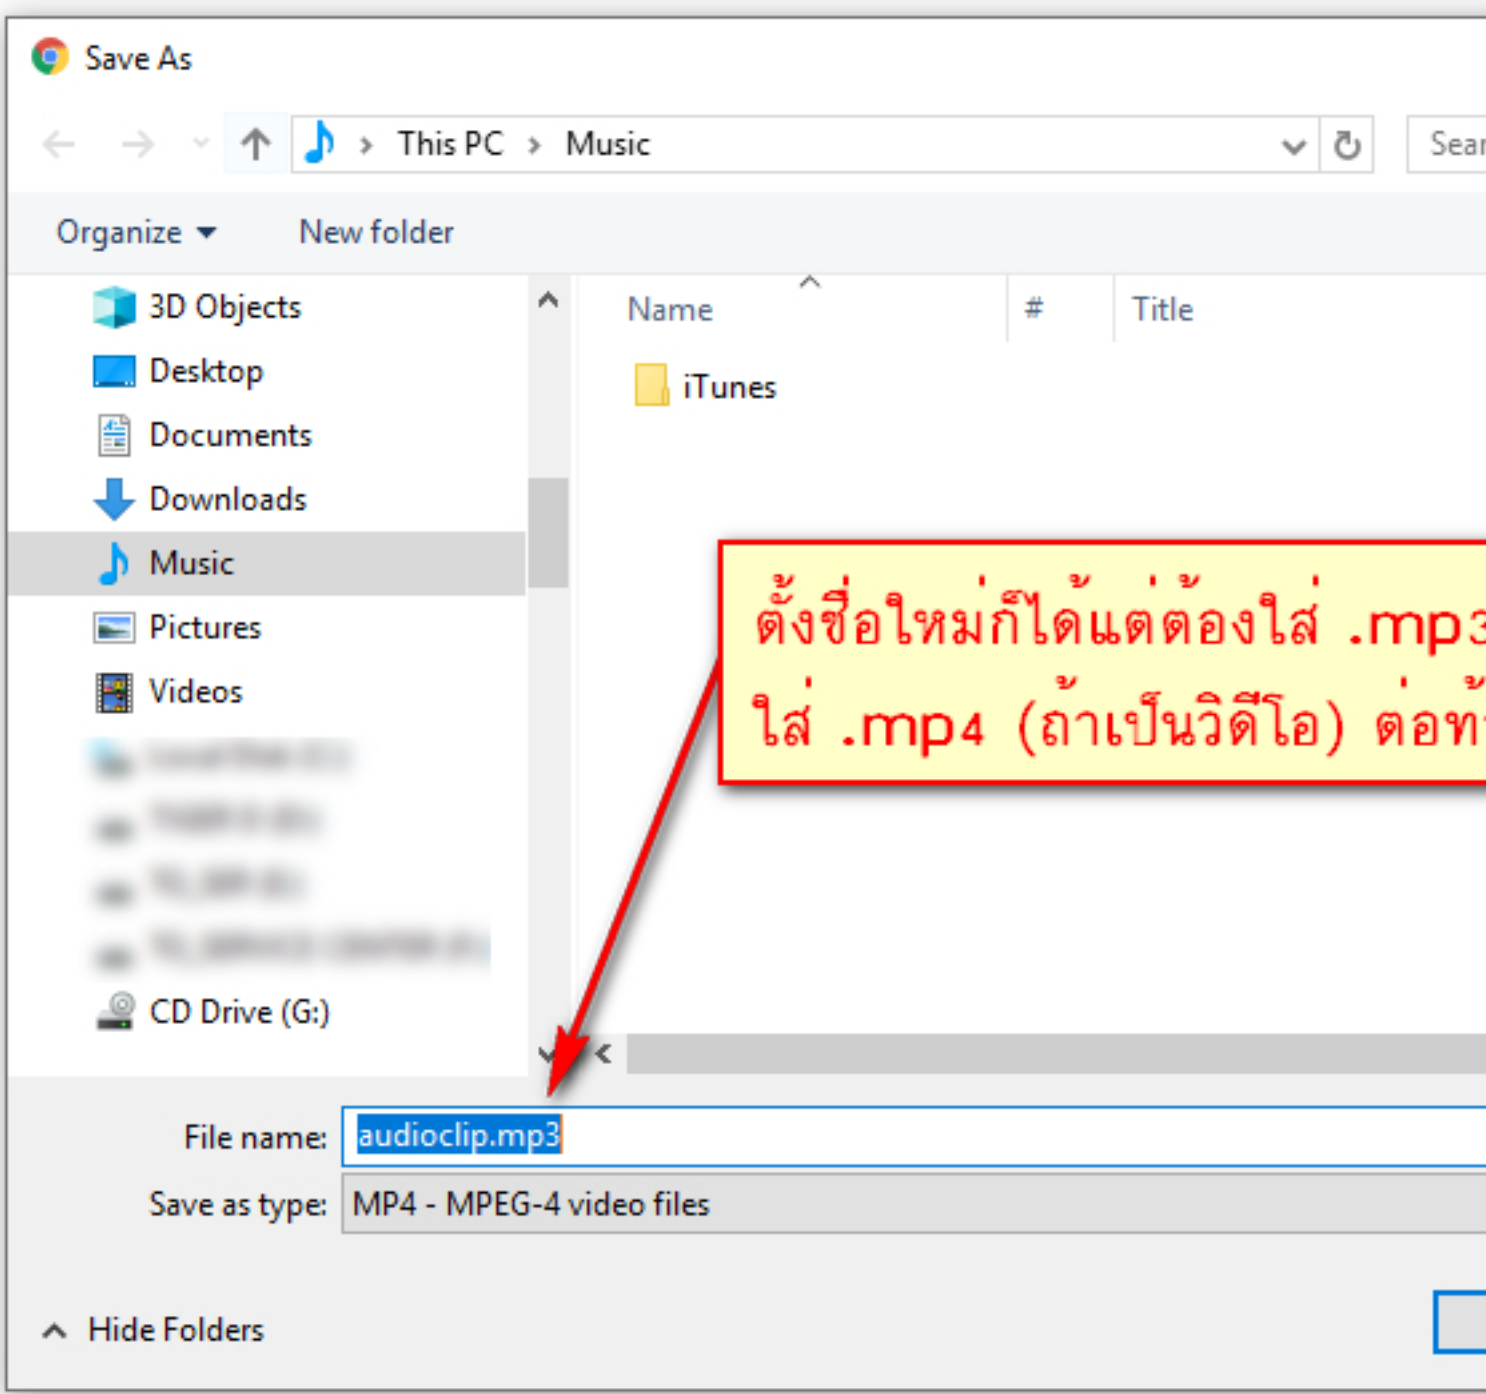 Save As
This PC > Music
Sear
Organize
New folder
Name
#
Title
3D Objects
Desktop
Documents
Downloads
Music
Pictures
Videos
CD Drive (G:)
iTunes
ตั้งชื่อใหม่ก็ได้แต่ต้องใส่ .mp3
ใส่ .mp4 (ถ้าเป็นวิดีโอ) ต่อท้
File name: audioclip.mp3
Save as type: MP4 - MPEG-4 video files
Hide Folders